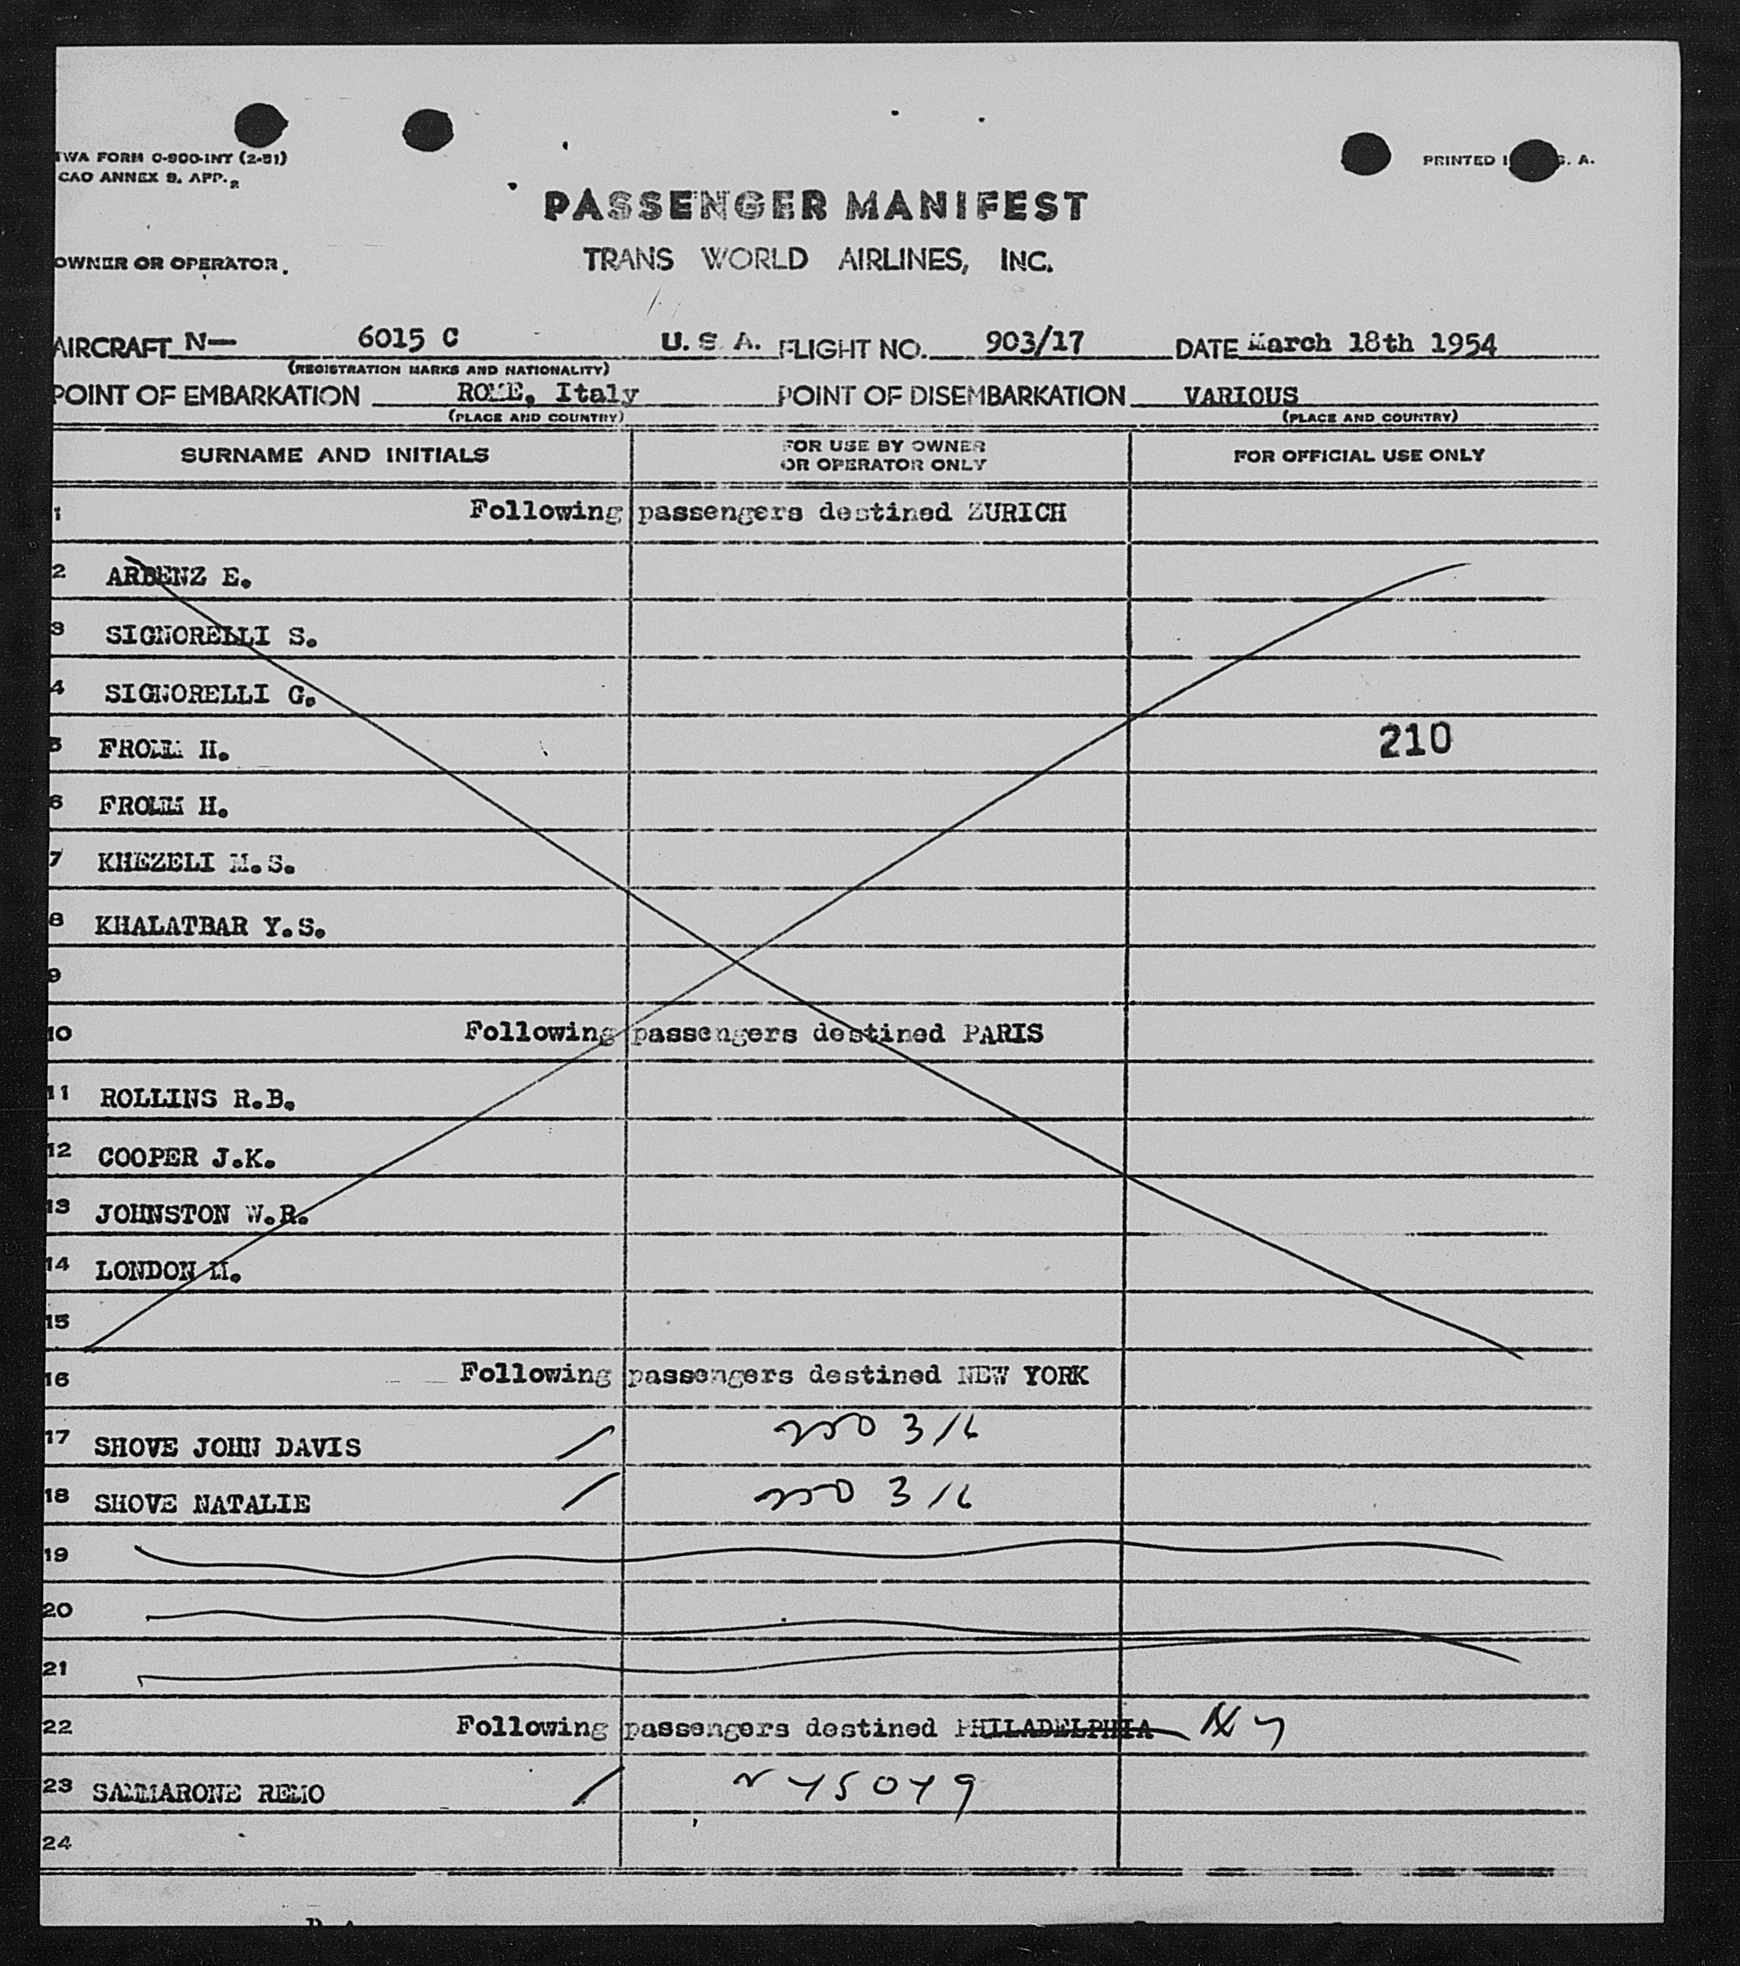 TWA FORM O-900-INT (2-51)
CAO ANNEX 9, APP. 2
PRINTED I S. A.
PASSENGER MANIFEST
OWNER OR OPERATOR.
TRANS WORLD AIRLINES, INC.
AIRCRAFT N— 6015 C U. S. A. FLIGHT NO. 903/17 DATE March 18th 1954
(REGISTRATION MARKS AND NATIONALITY)
POINT OF EMBARKATION ROME, Italy POINT OF DISEMBARKATION VARIOUS
(PLACE AND COUNTRY) (PLACE AND COUNTRY)
SURNAME AND INITIALS FOR USE BY OWNER OR OPERATOR ONLY FOR OFFICIAL USE ONLY
1 Following passengers destined ZURICH
2 ARBENZ E.
3 SIGNORELLI S.
4 SIGNORELLI G.
5 FROMM H. 210
6 FROMM H.
7 KHEZELI M.S.
8 KHALATBAR Y.S.
9
10 Following passengers destined PARIS
11 ROLLINS R.B.
12 COOPER J.K.
13 JOHNSTON W.R.
14 LONDON M.
15
16 Following passengers destined NEW YORK
17 SHOVE JOHN DAVIS 316
18 SHOVE NATALIE 316
19
20
21
22 Following passengers destined PHILADELPHIA NY
23 SAMMARONE REMO
24